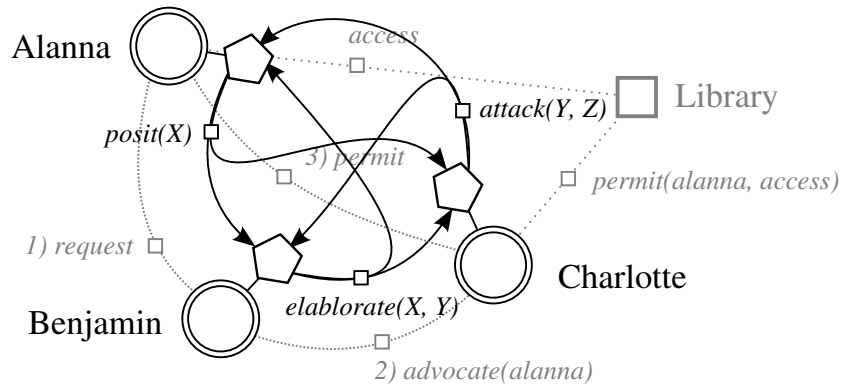 Alanna
access
Library
attack(Y, Z)
posit(X)
3) permit
permit(alanna, access)
1) request
Charlotte
elablorate(X, Y)
Benjamin
2) advocate(alanna)